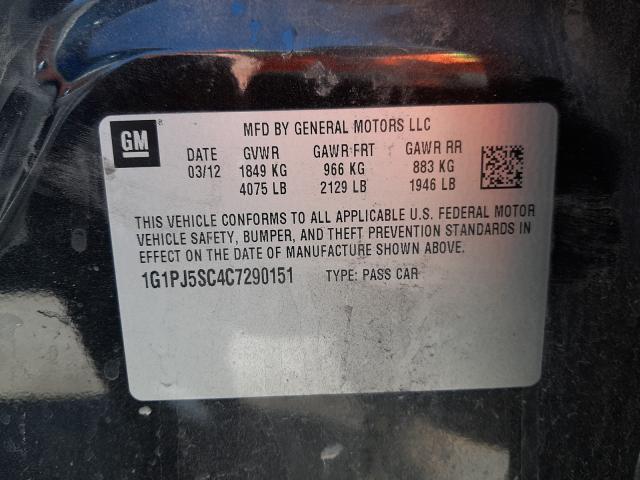 GM ®
MFD BY GENERAL MOTORS LLC
DATE GVWR GAWR FRT GAWR RR
03/12 1849 KG 966 KG 883 KG
4075 LB 2129 LB 1946 LB
THIS VEHICLE CONFORMS TO ALL APPLICABLE U.S. FEDERAL MOTOR
VEHICLE SAFETY, BUMPER, AND THEFT PREVENTION STANDARDS IN
EFFECT ON THE DATE OF MANUFACTURE SHOWN ABOVE.
1G1PJ5SC4C7290151 TYPE: PASS CAR